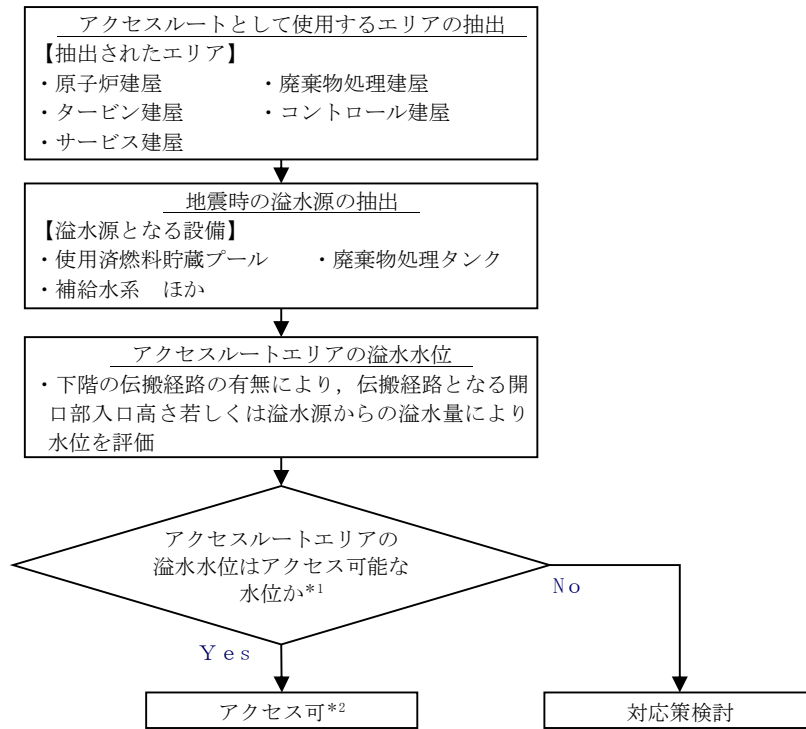 アクセスルートとして使用するエリアの抽出
【抽出されたエリア】
・原子炉建屋　　　　・廃棄物処理建屋
・タービン建屋　　　・コントロール建屋
・サービス建屋
地震時の溢水源の抽出
【溢水源となる設備】
・使用済燃料貯蔵プール　　・廃棄物処理タンク
・補給水系　ほか
アクセスルートエリアの溢水水位
・下階の伝搬経路の有無により，伝搬経路となる開
口部入口高さ若しくは溢水源からの溢水量により
水位を評価
アクセスルートエリアの
溢水水位はアクセス可能な
水位か*1
No
Yes
アクセス可*2
対応策検討